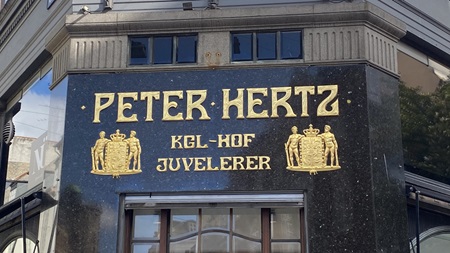 · PETER · HERTZ ·
KGL-HOF
JUVELERER